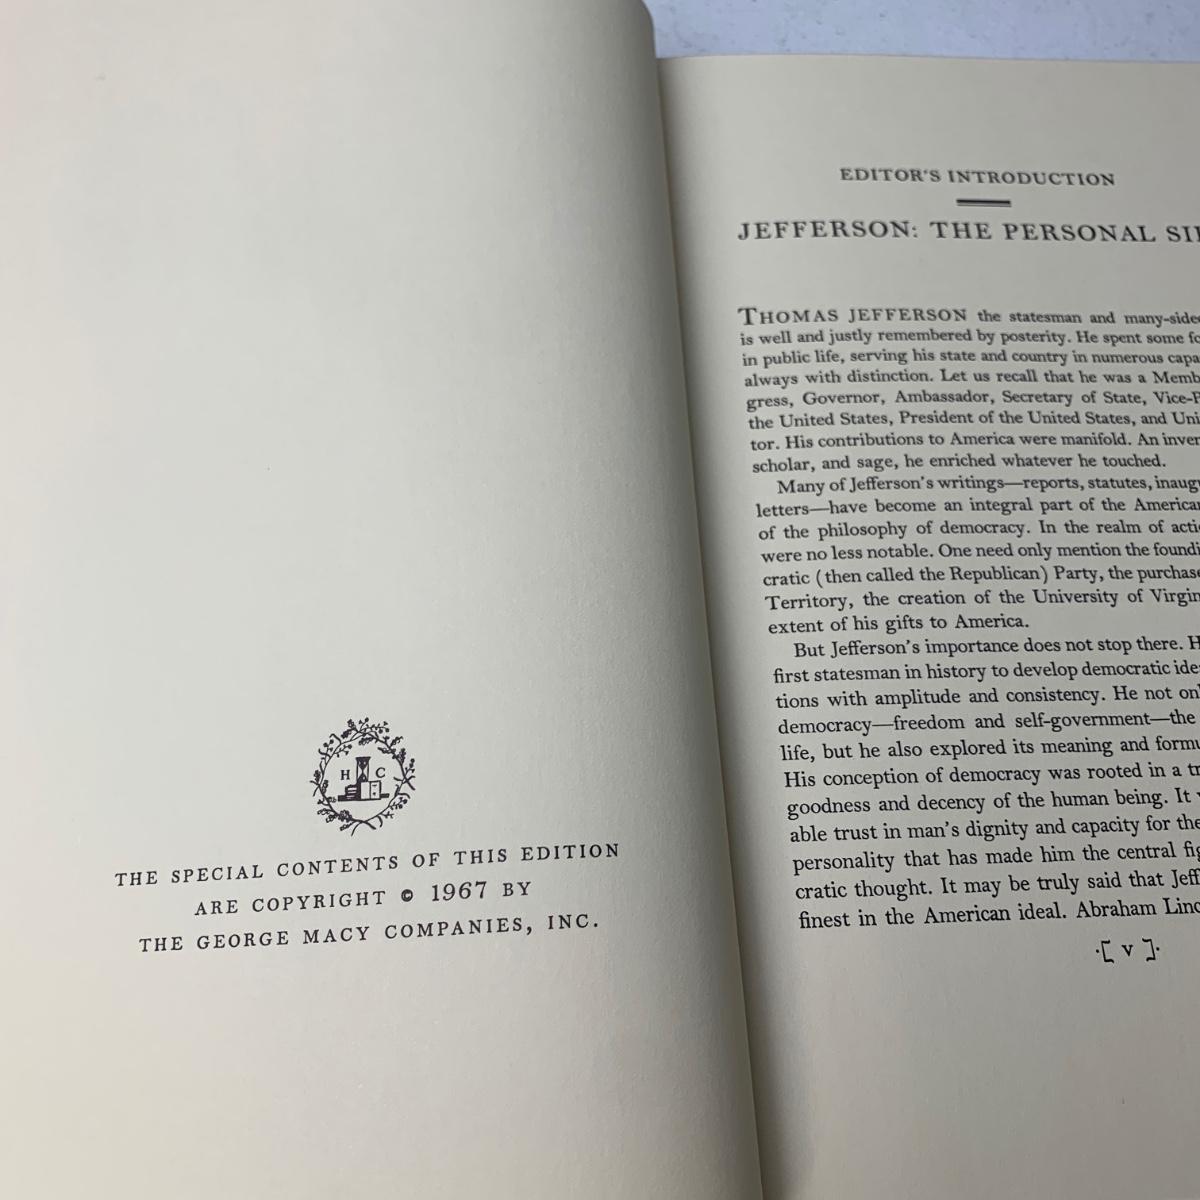 H C
THE SPECIAL CONTENTS OF THIS EDITION
ARE COPYRIGHT © 1967 BY
THE GEORGE MACY COMPANIES, INC.
EDITOR'S INTRODUCTION
JEFFERSON: THE PERSONAL
THOMAS JEFFERSON the statesman and
is well and justly remembered by posterity. He spent some
in public life, serving his state and country in numerous
always with distinction. Let us recall that he was a
gress, Governor, Ambassador, Secretary of State,
the United States, President of the United States, and
tor. His contributions to America were manifold. An
scholar, and sage, he enriched whatever he touched.
Many of Jefferson's writings—reports, statutes,
letters—have become an integral part of the
of the philosophy of democracy. In the realm of
were no less notable. One need only mention the
cratic (then called the Republican) Party, the
Territory, the creation of the University of
extent of his gifts to America.
But Jefferson's importance does not stop there.
first statesman in history to develop democratic
tions with amplitude and consistency. He not
democracy—freedom and self-government—the
life, but he also explored its meaning and
His conception of democracy was rooted in a
goodness and decency of the human being. It
able trust in man's dignity and capacity for
personality that has made him the central
cratic thought. It may be truly said that
finest in the American ideal. Abraham
·[ v ]·